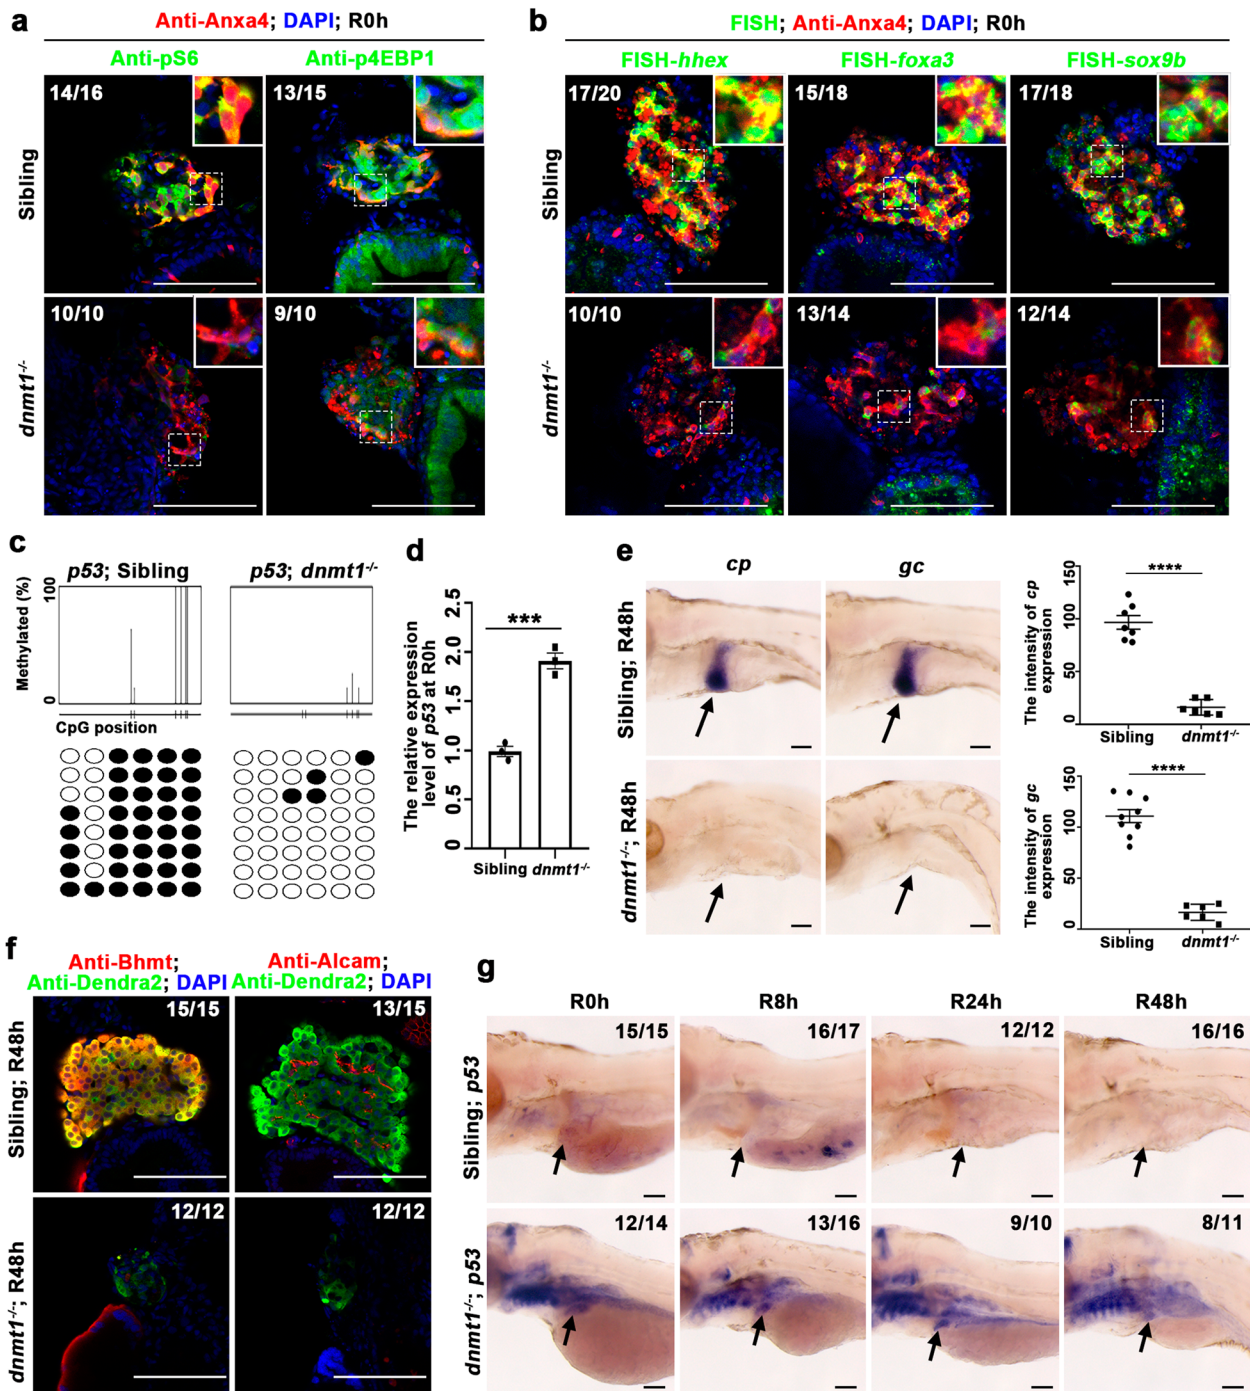 a
Anti-Anxa4; DAPI; R0h
Anti-pS6
Anti-p4EBP1
Sibling
14/16
13/15
dnmt1-/-
10/10
9/10
b
FISH; Anti-Anxa4; DAPI; R0h
FISH-hhex
FISH-foxa3
FISH-sox9b
Sibling
17/20
15/18
17/18
dnmt1-/-
10/10
13/14
12/14
c
p53; Sibling
p53; dnmt1-/-
Methylated (%)
100
0
CpG position
d
The relative expression
level of p53 at R0h
2.5
2.0
1.5
1.0
0.5
0
***
Sibling
dnmt1-/-
e
cp
gc
Sibling; R48h
dnmt1-/-; R48h
The intensity of cp
expression
150
100
50
0
****
Sibling
dnmt1-/-
The intensity of gc
expression
150
100
50
0
****
Sibling
dnmt1-/-
f
Anti-Bhmt;
Anti-Dendra2; DAPI
Anti-Alcam;
Anti-Dendra2; DAPI
Sibling; R48h
15/15
13/15
dnmt1-/-; R48h
12/12
12/12
g
R0h
R8h
R24h
R48h
Sibling; p53
15/15
16/17
12/12
16/16
dnmt1-/-; p53
12/14
13/16
9/10
8/11